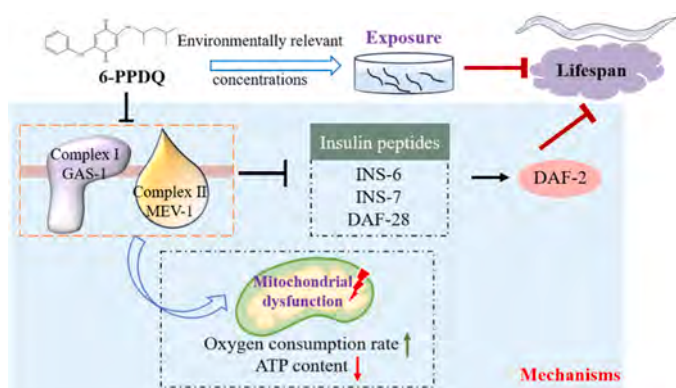 Environmentally relevant
concentrations
Exposure
6-PPDQ
Lifespan
Complex I
GAS-1
Complex II
MEV-1
Insulin peptides
INS-6
INS-7
DAF-28
DAF-2
Mitochondrial
dysfunction
Oxygen consumption rate
ATP content
Mechanisms